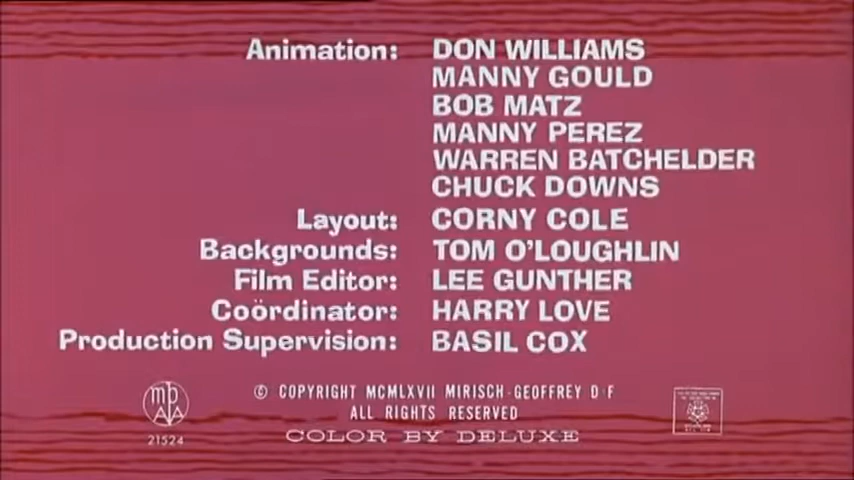 Animation: DON WILLIAMS
MANNY GOULD
BOB MATZ
MANNY PEREZ
WARREN BATCHELDER
CHUCK DOWNS
Layout: CORNY COLE
Backgrounds: TOM O'LOUGHLIN
Film Editor: LEE GUNTHER
Coördinator: HARRY LOVE
Production Supervision: BASIL COX
© COPYRIGHT MCMLXVII MIRISCH-GEOFFREY D-F
ALL RIGHTS RESERVED
21524
COLOR BY DELUXE